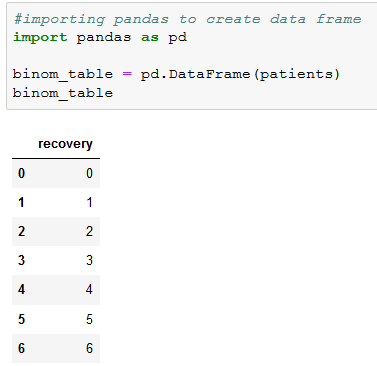 #importing pandas to create data frame
import pandas as pd
binom_table = pd.DataFrame(patients)
binom_table
recovery
0 0
1 1
2 2
3 3
4 4
5 5
6 6